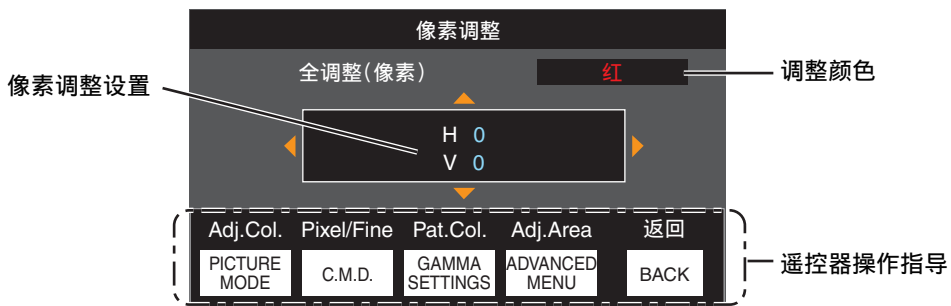 像素调整
全调整（像素）
红
调整颜色
像素调整设置
H 0
V 0
Adj.Col.
Pixel/Fine
Pat.Col.
Adj.Area
返回
PICTURE
MODE
C.M.D.
GAMMA
SETTINGS
ADVANCED
MENU
BACK
遥控器操作指导